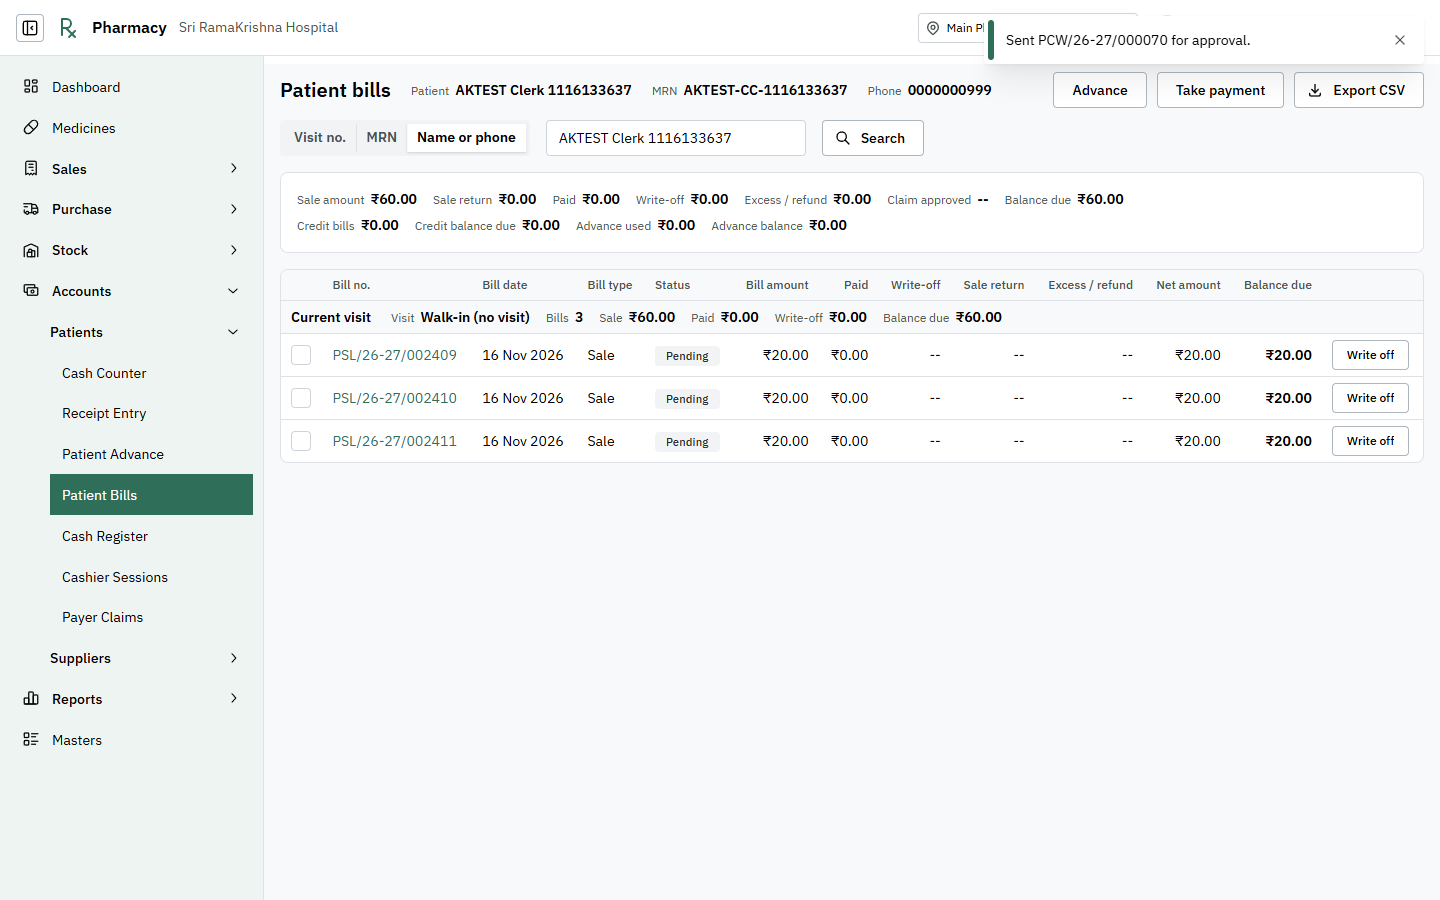 Pharmacy Sri RamaKrishna Hospital Main
Sent PCW/26-27/000070 for approval.
Dashboard
Medicines
Sales
Purchase
Stock
Accounts
Patients
Cash Counter
Receipt Entry
Patient Advance
Patient Bills
Cash Register
Cashier Sessions
Payer Claims
Suppliers
Reports
Masters
Patient bills Patient AKTEST Clerk 1116133637 MRN AKTEST-CC-1116133637 Phone 0000000999 Advance Take payment Export CSV
Visit no. MRN Name or phone AKTEST Clerk 1116133637 Search
Sale amount ₹60.00 Sale return ₹0.00 Paid ₹0.00 Write-off ₹0.00 Excess / refund ₹0.00 Claim approved -- Balance due ₹60.00
Credit bills ₹0.00 Credit balance due ₹0.00 Advance used ₹0.00 Advance balance ₹0.00
Bill no. Bill date Bill type Status Bill amount Paid Write-off Sale return Excess / refund Net amount Balance due
Current visit Visit Walk-in (no visit) Bills 3 Sale ₹60.00 Paid ₹0.00 Write-off ₹0.00 Balance due ₹60.00
PSL/26-27/002409 16 Nov 2026 Sale Pending ₹20.00 ₹0.00 -- -- -- ₹20.00 ₹20.00 Write off
PSL/26-27/002410 16 Nov 2026 Sale Pending ₹20.00 ₹0.00 -- -- -- ₹20.00 ₹20.00 Write off
PSL/26-27/002411 16 Nov 2026 Sale Pending ₹20.00 ₹0.00 -- -- -- ₹20.00 ₹20.00 Write off